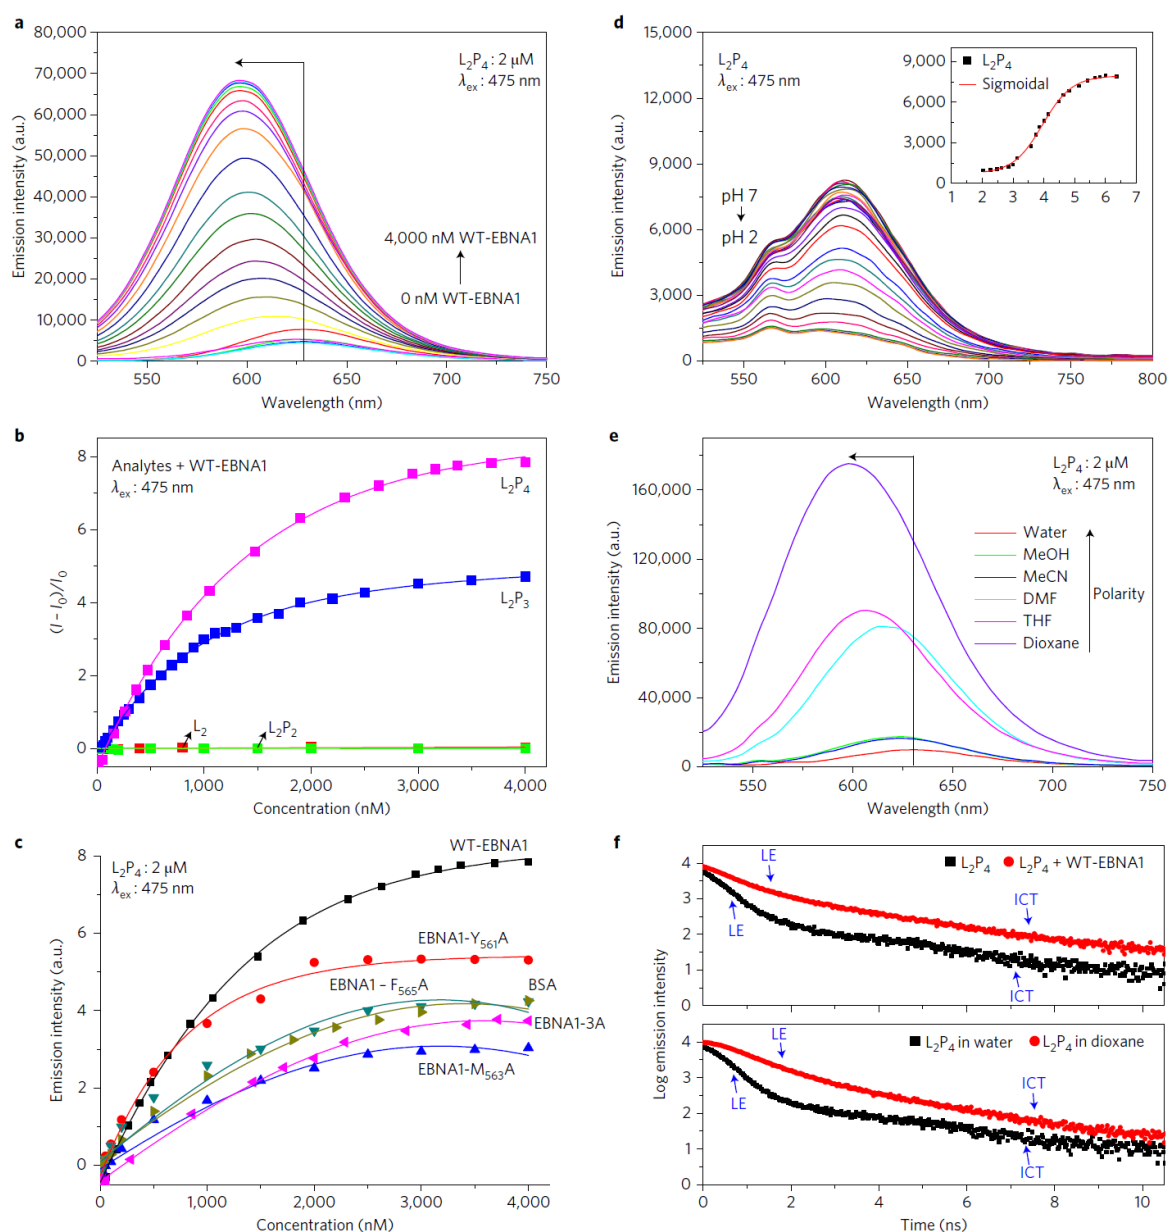 a
80,000
70,000
60,000
50,000
40,000
30,000
20,000
10,000
0
Emission intensity (a.u.)
L₂P₄ : 2 μM
λex : 475 nm
4,000 nM WT-EBNA1
0 nM WT-EBNA1
550 600 650 700 750
Wavelength (nm)
b
8
6
4
2
0
(I – I₀)/I₀
Analytes + WT-EBNA1
λex : 475 nm
L₂P₄
L₂P₃
L₂
L₂P₂
0 1,000 2,000 3,000 4,000
Concentration (nM)
c
8
6
4
2
0
Emission intensity (a.u.)
L₂P₄ : 2 μM
λex : 475 nm
WT-EBNA1
EBNA1-Y₅₆₁A
EBNA1 – F₅₆₅A
BSA
EBNA1-3A
EBNA1-M₅₆₃A
0 1,000 2,000 3,000 4,000
Concentration (nM)
d
15,000
12,000
9,000
6,000
3,000
0
Emission intensity (a.u.)
L₂P₄
λex : 475 nm
pH 7
pH 2
9,000
6,000
3,000
0
L₂P₄
Sigmoidal
1 2 3 4 5 6 7
550 600 650 700 750 800
Wavelength (nm)
e
160,000
120,000
80,000
40,000
0
Emission intensity (a.u.)
L₂P₄ : 2 μM
λex : 475 nm
Water
MeOH
MeCN
DMF
THF
Dioxane
Polarity
550 600 650 700 750
Wavelength (nm)
f
4
3
2
1
0
L₂P₄ L₂P₄ + WT-EBNA1
LE
LE
ICT
ICT
4
3
2
1
0
Log emission intensity
L₂P₄ in water L₂P₄ in dioxane
LE
LE
ICT
ICT
0 2 4 6 8 10
Time (ns)